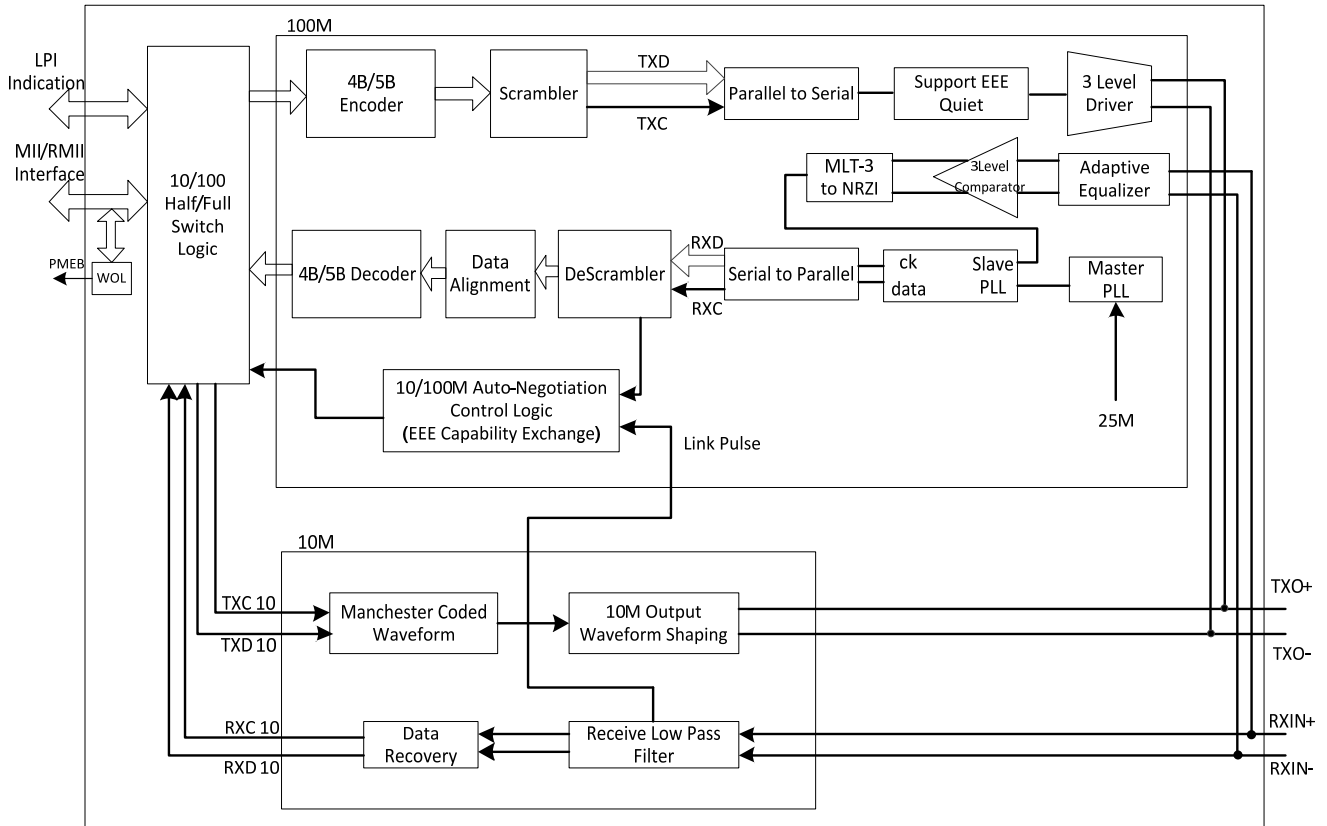 100M
LPI
Indication
MII/RMII
Interface
PMEB
WOL
10/100
Half/Full
Switch
Logic
4B/5B
Encoder
Scrambler
TXD
TXC
Parallel to Serial
Support EEE
Quiet
3 Level
Driver
MLT-3
to NRZI
3Level
Comparator
Adaptive
Equalizer
4B/5B Decoder
Data
Alignment
DeScrambler
RXD
RXC
Serial to Parallel
ck
data
Slave
PLL
Master
PLL
25M
10/100M Auto-Negotiation
Control Logic
(EEE Capability Exchange)
Link Pulse
10M
TXC 10
TXD 10
Manchester Coded
Waveform
10M Output
Waveform Shaping
TXO+
TXO-
RXC 10
RXD 10
Data
Recovery
Receive Low Pass
Filter
RXIN+
RXIN-